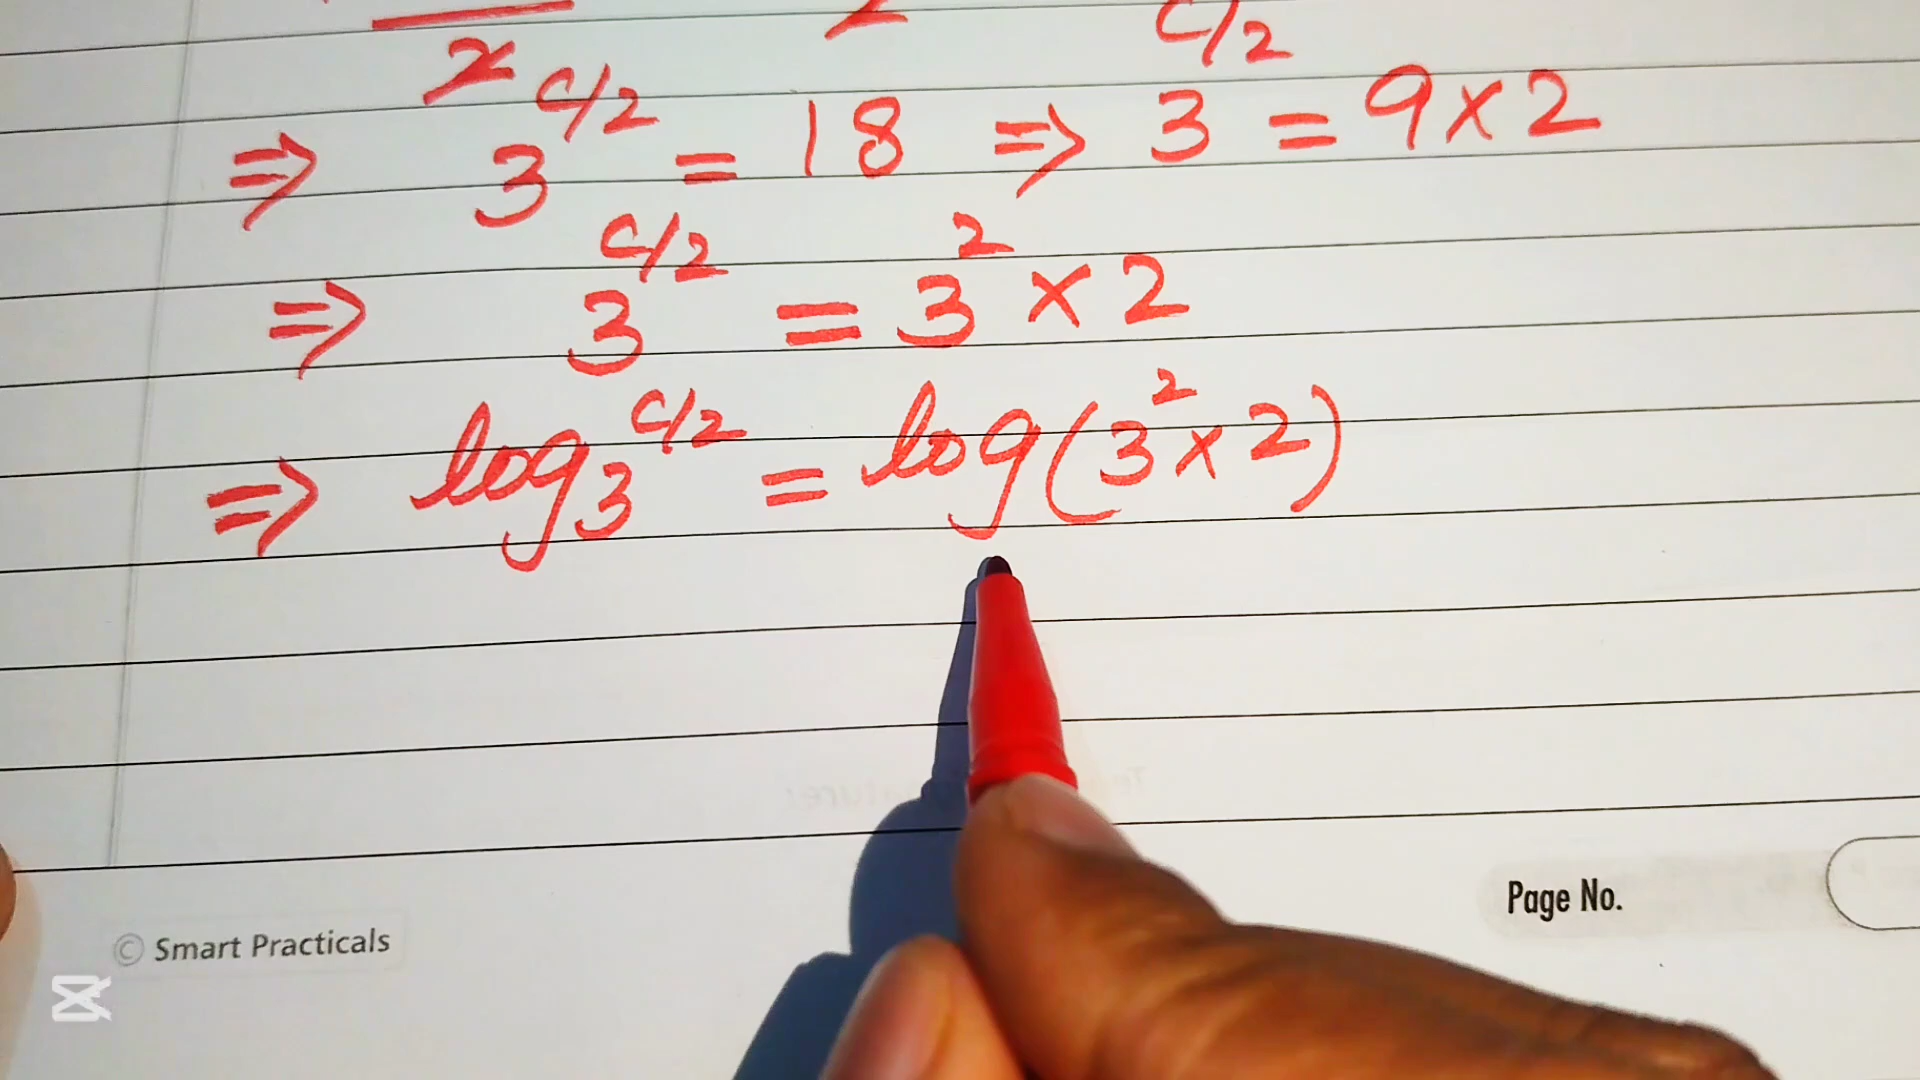 2
⇒ 3^{c/2} = 18 ⇒ 3^{c/2} = 9 × 2
⇒ 3^{c/2} = 3^2 × 2
⇒ log 3^{c/2} = log(3^2 × 2)
Page No.
© Smart Practicals